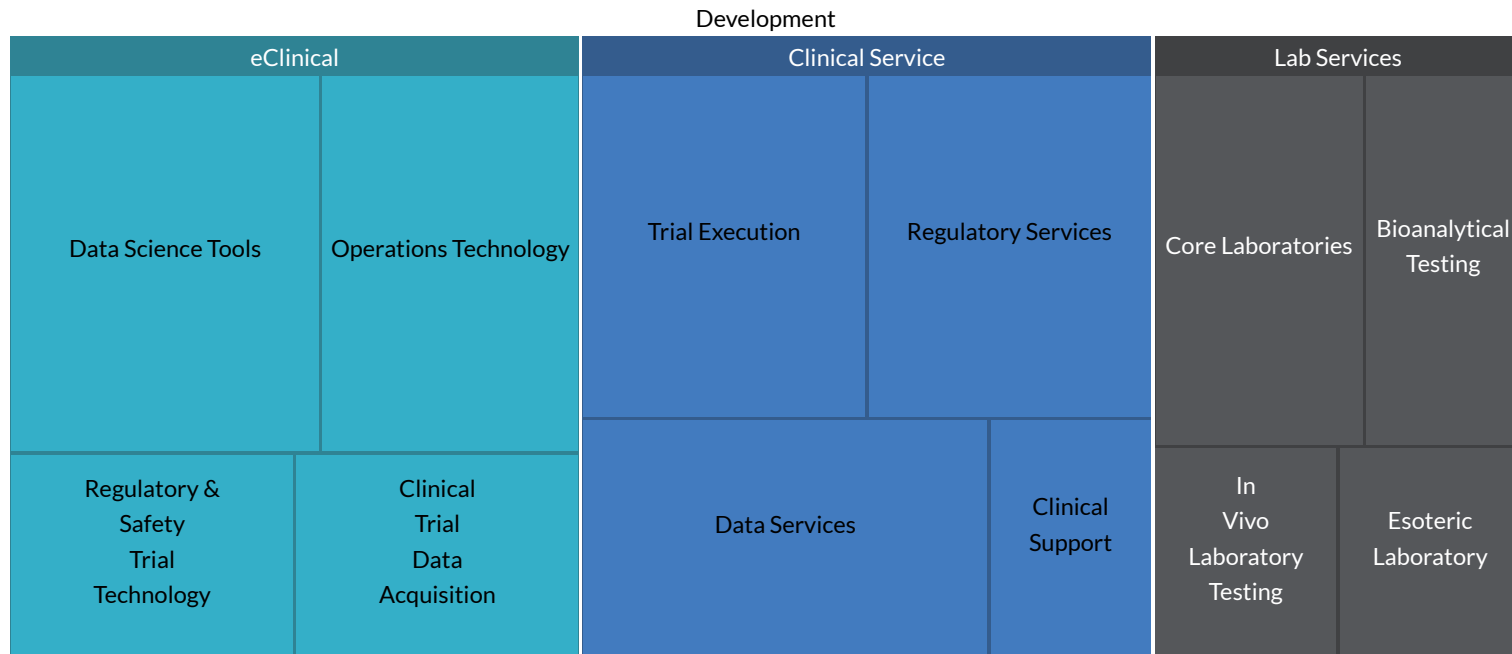 Development
eClinical
Data Science Tools
Operations Technology
Regulatory &
Safety
Trial
Technology
Clinical
Trial
Data
Acquisition
Clinical Service
Trial Execution
Regulatory Services
Data Services
Clinical
Support
Lab Services
Core Laboratories
Bioanalytical
Testing
In
Vivo
Laboratory
Testing
Esoteric
Laboratory